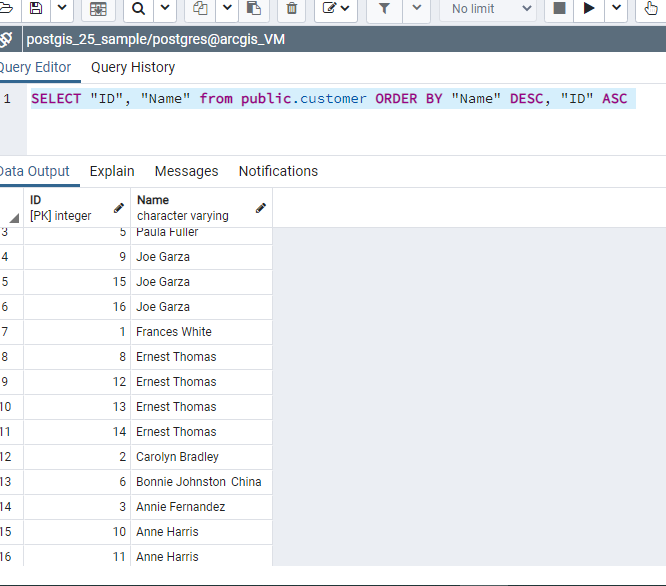 No limit
postgis_25_sample/postgres@arcgis_VM
Query Editor Query History
1 SELECT "ID", "Name" from public.customer ORDER BY "Name" DESC, "ID" ASC
Data Output Explain Messages Notifications
ID Name
[PK] integer character varying
3 5 Paula Fuller
4 9 Joe Garza
5 15 Joe Garza
6 16 Joe Garza
7 1 Frances White
8 8 Ernest Thomas
9 12 Ernest Thomas
10 13 Ernest Thomas
11 14 Ernest Thomas
12 2 Carolyn Bradley
13 6 Bonnie Johnston China
14 3 Annie Fernandez
15 10 Anne Harris
16 11 Anne Harris